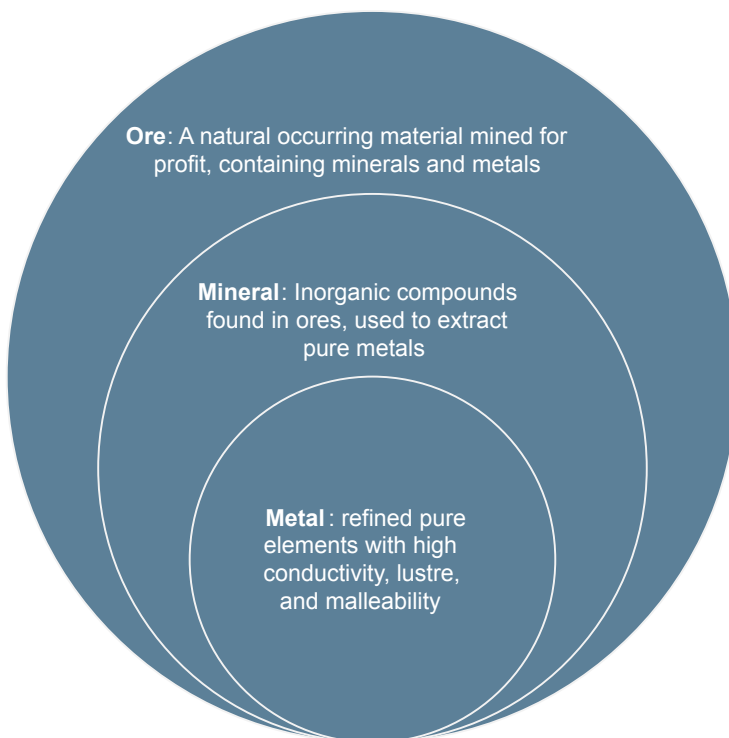 Ore: A natural occurring material mined for
profit, containing minerals and metals
Mineral: Inorganic compounds
found in ores, used to extract
pure metals
Metal: refined pure
elements with high
conductivity, lustre,
and malleability